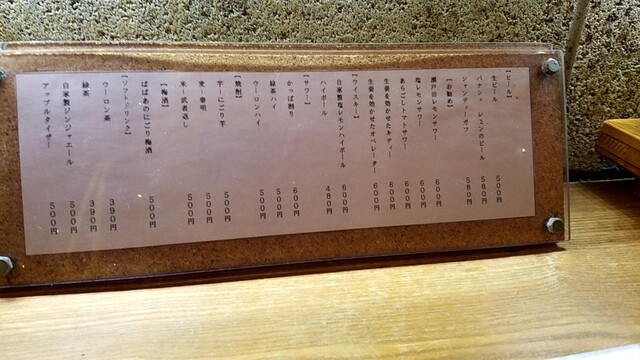 【ビール】
生ビール 500円
パナシェ レモンのビール 580円
シャンディーガフ 580円
【お勧め】
瀬戸田レモンサワー 600円
塩レモンサワー 600円
あらごしトマトサワー 600円
生姜を効かせたキティー 600円
生姜を効かせたオペレーター 600円
【ウイスキー】
自家製塩レモンハイボール 600円
ハイボール 480円
【サワー】
かっぱ割り 600円
緑茶ハイ 500円
ウーロンハイ 500円
【焼酎】
芋・にごり芋 500円
麦・壱明 500円
米・武者返し 500円
【梅酒】
ばばあのにごり梅酒 500円
【ソフトドリンク】
ウーロン茶 390円
緑茶 390円
自家製ジンジャエール 500円
アップルタイザー 500円